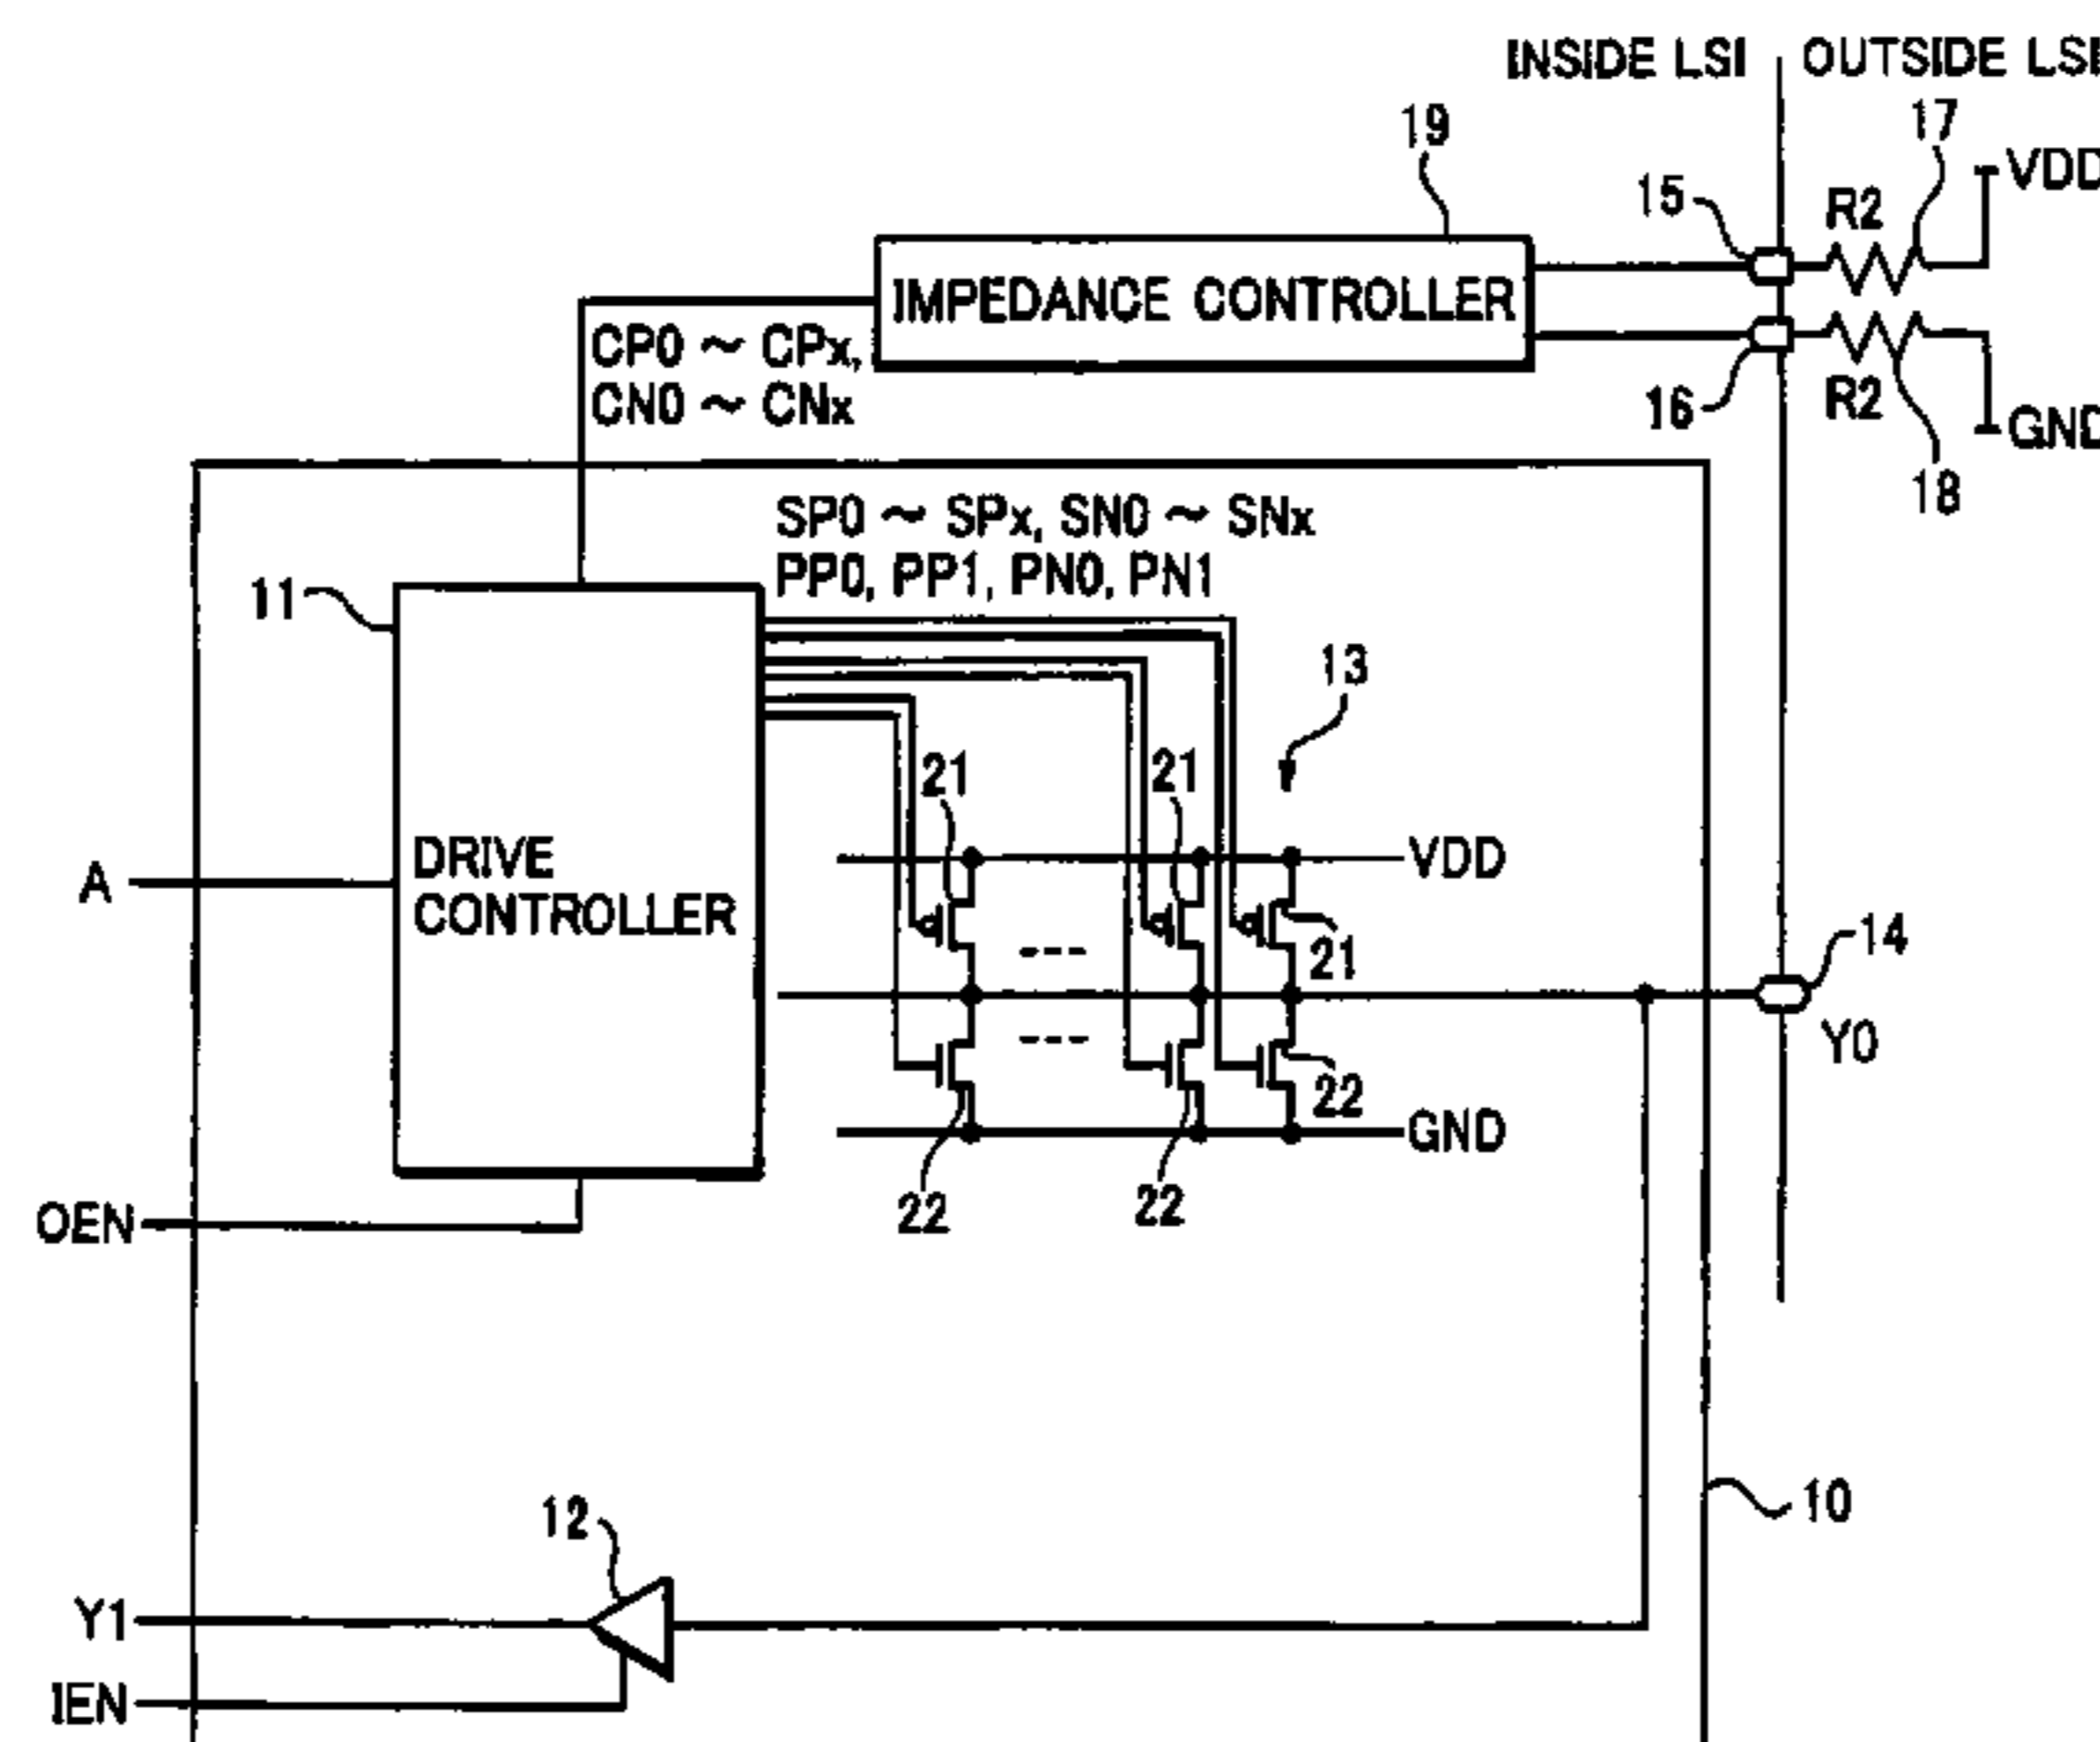 INSIDE LSI
OUTSIDE LSI
19
17
VDD
15
R2
IMPEDANCE CONTROLLER
CP0 ~ CPx,
CN0 ~ CNx
16
R2
GND
18
SP0 ~ SPx, SN0 ~ SNx
PP0, PP1, PN0, PN1
11
13
21
21
DRIVE
CONTROLLER
VDD
A
21
14
Y0
22
GND
22
22
OEN
10
12
Y1
IEN